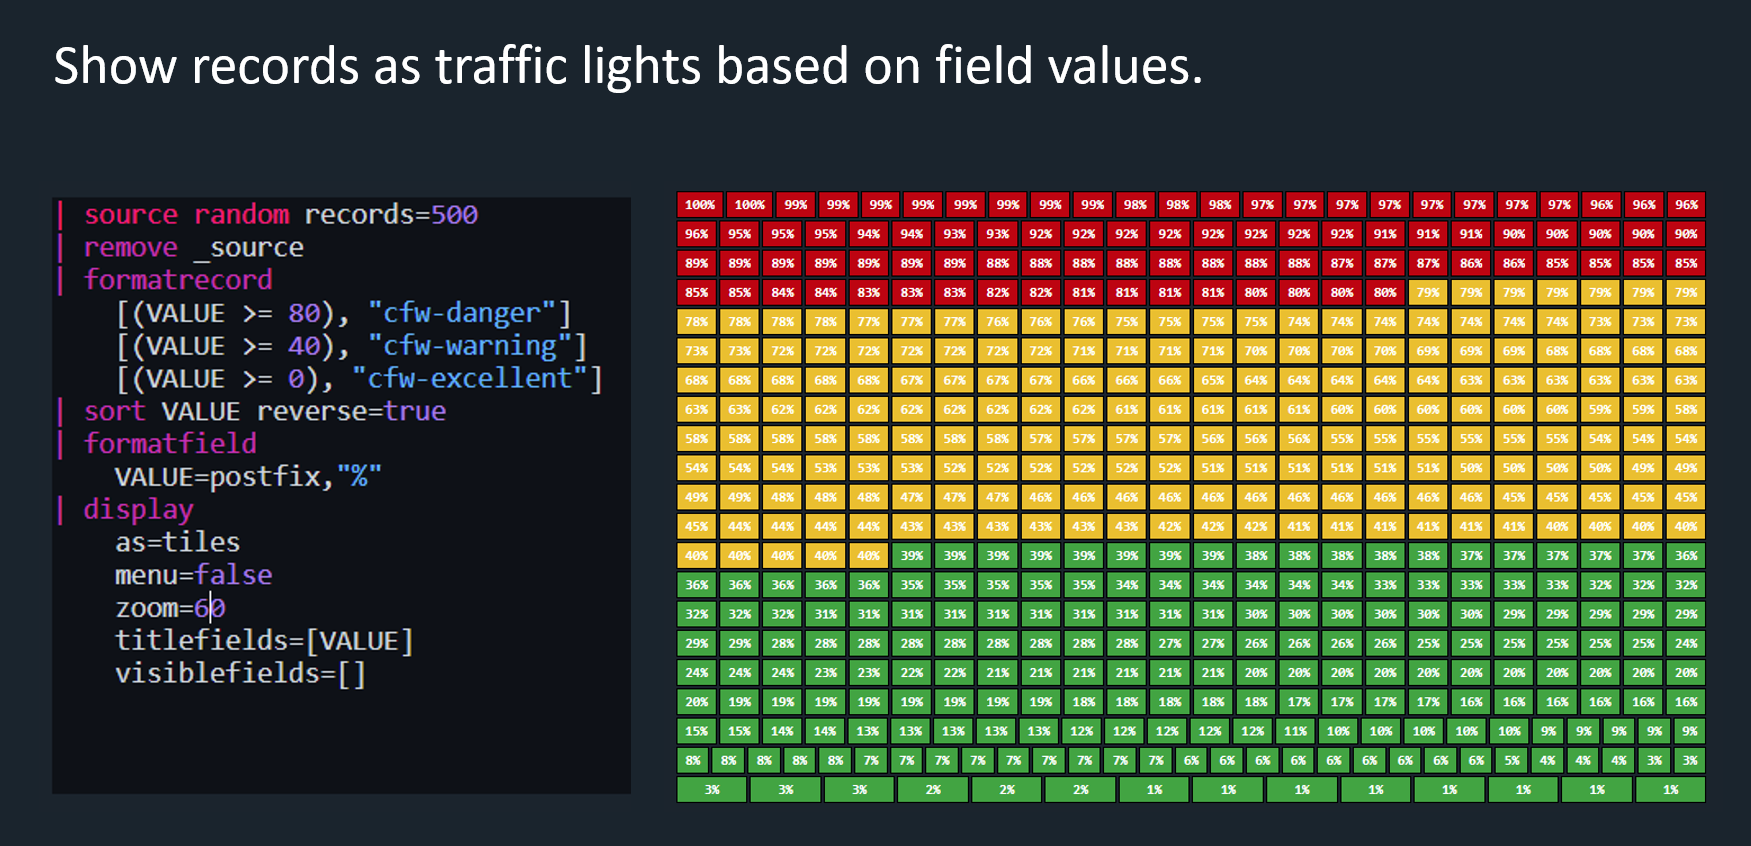 Show records as traffic lights based on field values.
| source random records=500
| remove _source
| formatrecord
[(VALUE >= 80), "cfw-danger"]
[(VALUE >= 40), "cfw-warning"]
[(VALUE >= 0), "cfw-excellent"]
| sort VALUE reverse=true
| formatfield
VALUE=postfix,"%"
| display
as=tiles
menu=false
zoom=60
titlefields=[VALUE]
visiblefields=[]
100% 100% 99% 99% 99% 99% 99% 99% 99% 99% 98% 98% 98% 97% 97% 97% 97% 97% 97% 97% 97% 96% 96% 96%
96% 95% 95% 95% 94% 94% 93% 93% 92% 92% 92% 92% 92% 92% 92% 92% 91% 91% 91% 90% 90% 90% 90% 90%
89% 89% 89% 89% 89% 89% 89% 88% 88% 88% 88% 88% 88% 88% 88% 87% 87% 87% 86% 86% 85% 85% 85% 85%
85% 85% 84% 84% 83% 83% 83% 82% 82% 81% 81% 81% 81% 80% 80% 80% 80% 79% 79% 79% 79% 79% 79% 79%
78% 78% 78% 78% 77% 77% 77% 76% 76% 76% 75% 75% 75% 75% 74% 74% 74% 74% 74% 74% 74% 73% 73% 73%
73% 73% 72% 72% 72% 72% 72% 72% 72% 71% 71% 71% 71% 70% 70% 70% 70% 69% 69% 69% 68% 68% 68% 68%
68% 68% 68% 68% 68% 67% 67% 67% 67% 66% 66% 66% 65% 64% 64% 64% 64% 64% 63% 63% 63% 63% 63% 63%
63% 63% 62% 62% 62% 62% 62% 62% 62% 62% 61% 61% 61% 61% 61% 60% 60% 60% 60% 60% 60% 59% 59% 58%
58% 58% 58% 58% 58% 58% 58% 58% 57% 57% 57% 57% 56% 56% 56% 55% 55% 55% 55% 55% 55% 54% 54% 54%
54% 54% 54% 53% 53% 53% 52% 52% 52% 52% 52% 52% 51% 51% 51% 51% 51% 51% 50% 50% 50% 50% 49% 49%
49% 49% 48% 48% 48% 47% 47% 47% 46% 46% 46% 46% 46% 46% 46% 46% 46% 46% 46% 45% 45% 45% 45% 45%
45% 44% 44% 44% 44% 43% 43% 43% 43% 43% 43% 42% 42% 42% 41% 41% 41% 41% 41% 41% 40% 40% 40% 40%
40% 40% 40% 40% 40% 39% 39% 39% 39% 39% 39% 39% 39% 38% 38% 38% 38% 38% 37% 37% 37% 37% 37% 36%
36% 36% 36% 36% 36% 35% 35% 35% 35% 35% 34% 34% 34% 34% 34% 34% 33% 33% 33% 33% 33% 32% 32% 32%
32% 32% 32% 31% 31% 31% 31% 31% 31% 31% 31% 31% 31% 30% 30% 30% 30% 30% 30% 29% 29% 29% 29% 29%
29% 29% 28% 28% 28% 28% 28% 28% 28% 28% 28% 27% 27% 26% 26% 26% 26% 25% 25% 25% 25% 25% 25% 24%
24% 24% 24% 23% 23% 22% 22% 21% 21% 21% 21% 21% 21% 20% 20% 20% 20% 20% 20% 20% 20% 20% 20% 20%
20% 19% 19% 19% 19% 19% 19% 19% 19% 18% 18% 18% 18% 18% 17% 17% 17% 17% 16% 16% 16% 16% 16% 16%
15% 15% 14% 14% 13% 13% 13% 13% 13% 12% 12% 12% 12% 12% 11% 10% 10% 10% 10% 10% 9% 9% 9% 9% 9%
8% 8% 8% 8% 8% 7% 7% 7% 7% 7% 7% 7% 7% 7% 6% 6% 6% 6% 6% 6% 6% 6% 6% 5% 4% 4% 4% 3% 3%
3% 3% 3% 2% 2% 2% 1% 1% 1% 1% 1% 1% 1% 1%